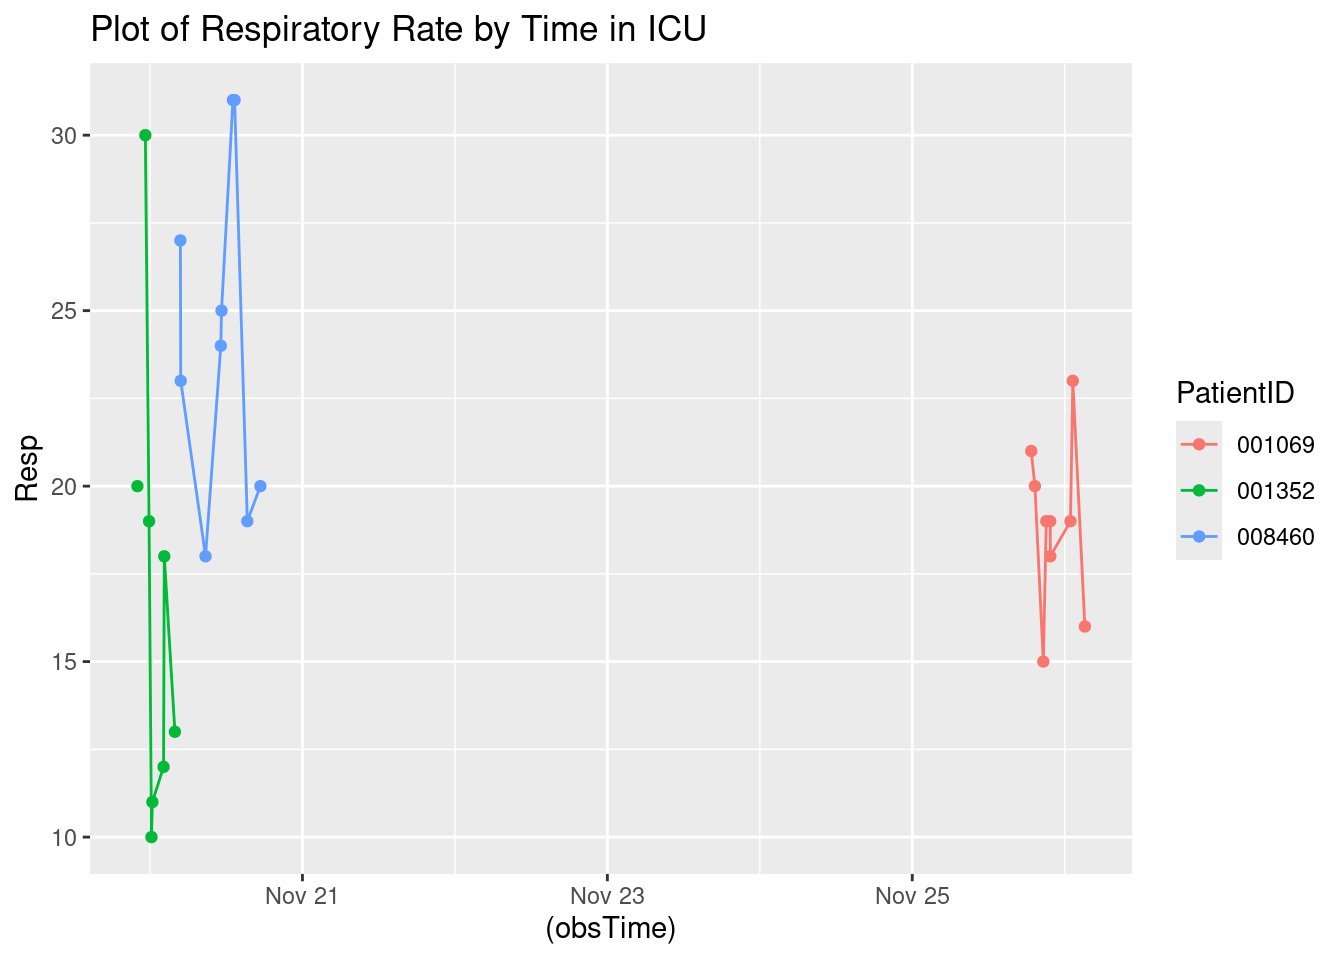 Plot of Respiratory Rate by Time in ICU
30
25
20
15
10
Resp
Nov 21
Nov 23
Nov 25
(obsTime)
PatientID
001069
001352
008460